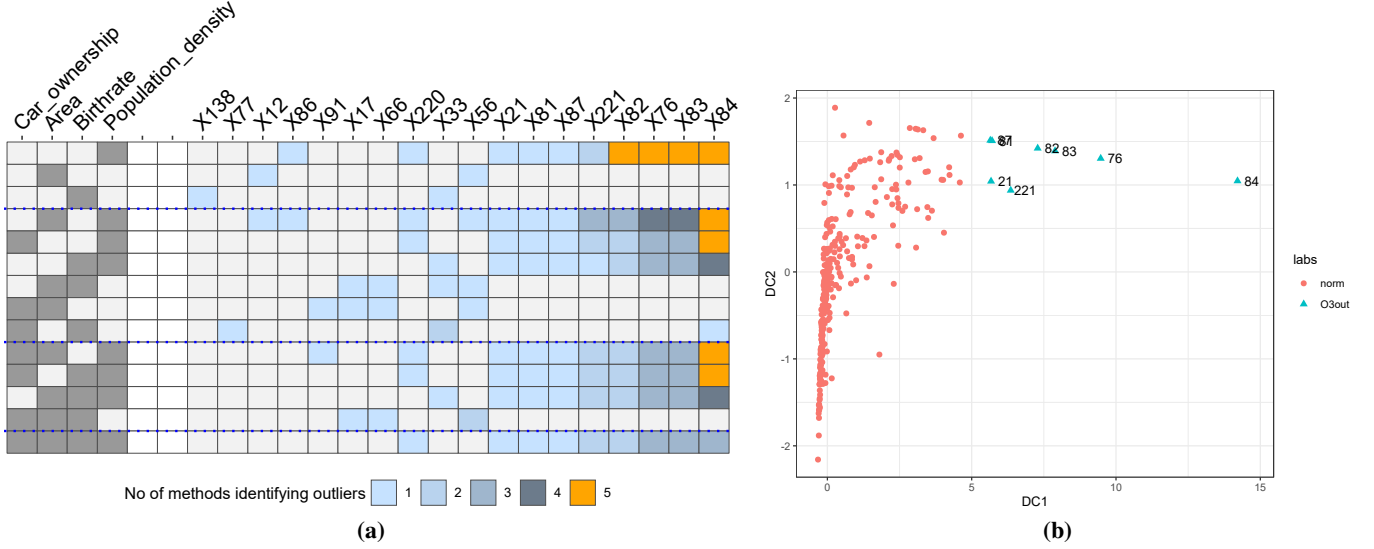 Car_ownership
Area
Birthrate
Population_density
X138
X77
X12
X86
X91
X17
X66
X220
X33
X56
X21
X81
X87
X221
X82
X76
X83
X84
No of methods identifying outliers 1 2 3 4 5
(a)
2
1
0
-1
-2
DC2
87
81
82
83
76
21
221
84
0 5 10 15
DC1
labs
norm
O3out
(b)